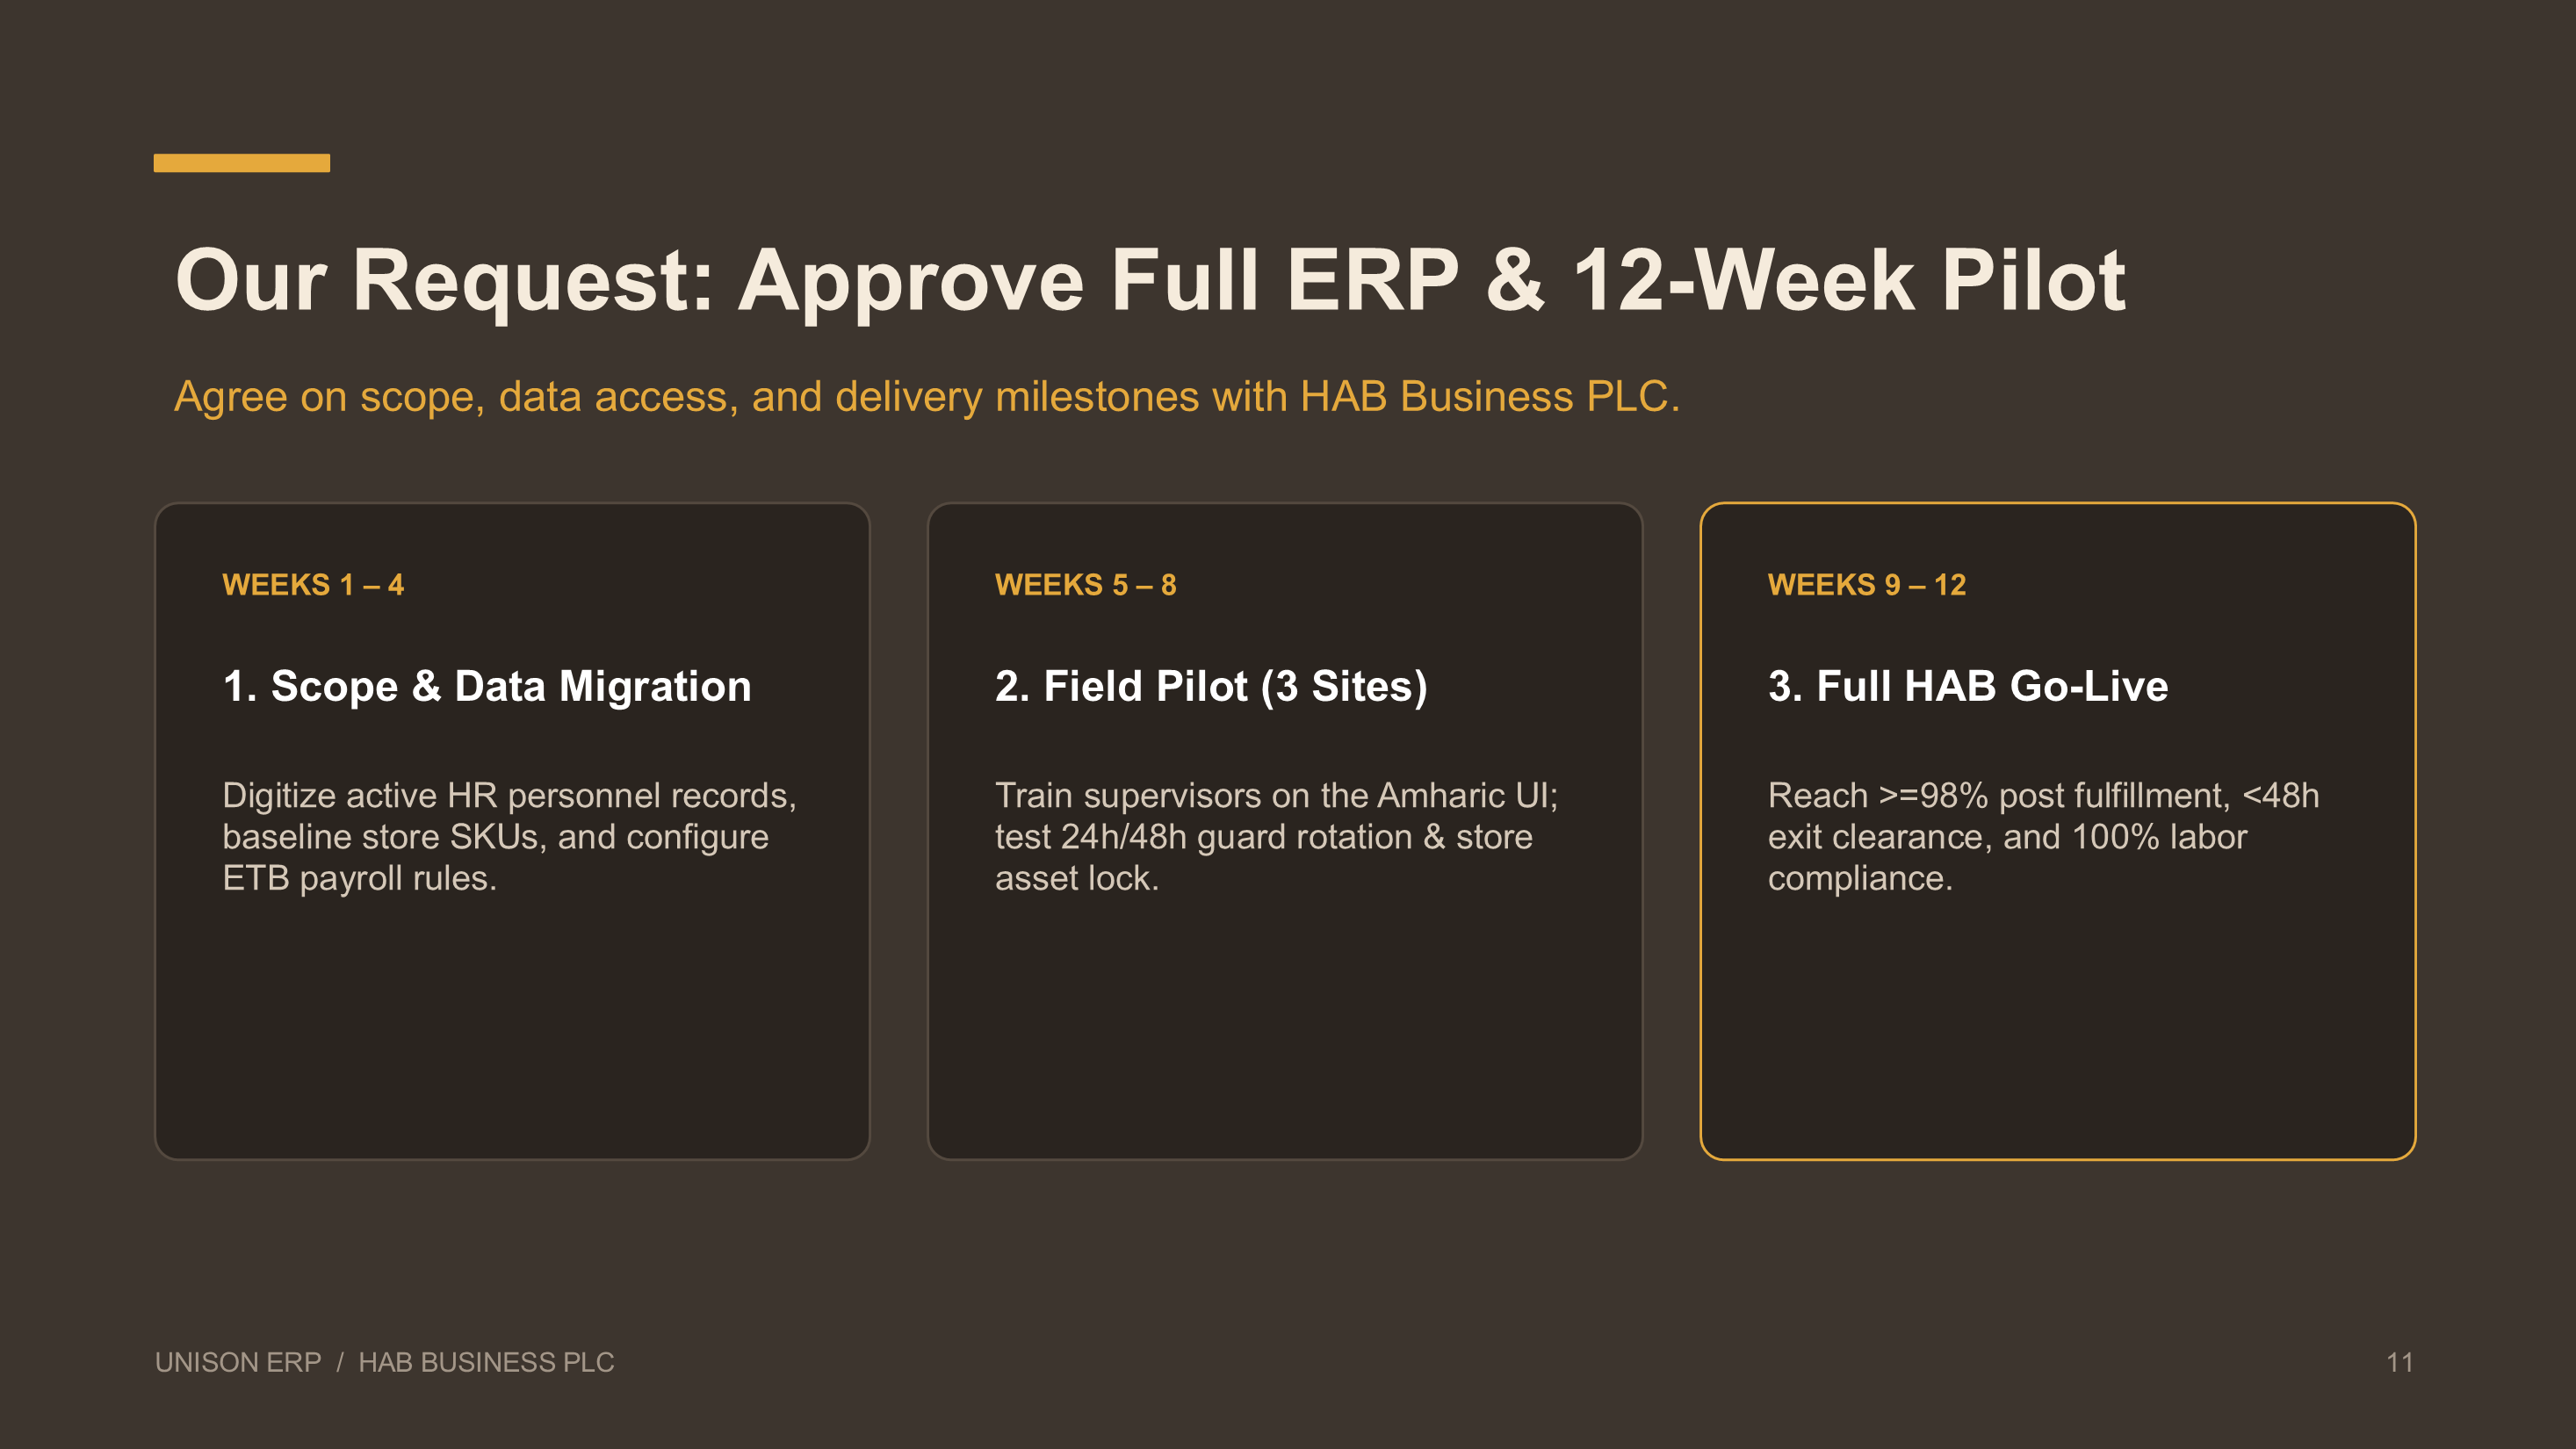 Our Request: Approve Full ERP & 12-Week Pilot
Agree on scope, data access, and delivery milestones with HAB Business PLC.
WEEKS 1 – 4
1. Scope & Data Migration
Digitize active HR personnel records,
baseline store SKUs, and configure
ETB payroll rules.
WEEKS 5 – 8
2. Field Pilot (3 Sites)
Train supervisors on the Amharic UI;
test 24h/48h guard rotation & store
asset lock.
WEEKS 9 – 12
3. Full HAB Go-Live
Reach >=98% post fulfillment, <48h
exit clearance, and 100% labor
compliance.
UNISON ERP / HAB BUSINESS PLC
11